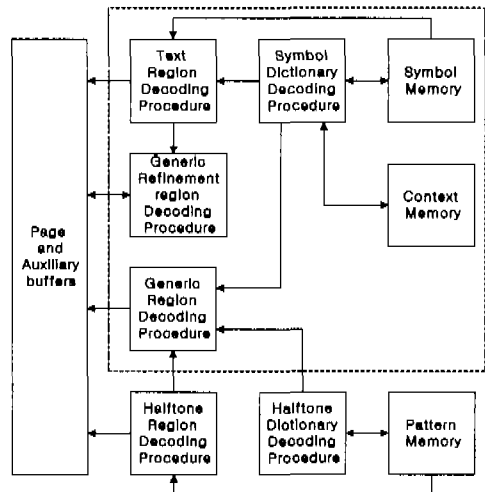 Text
Region
Decoding
Procedure
Symbol
Dictionary
Decoding
Procedure
Symbol
Memory
Generic
Refinement
region
Decoding
Procedure
Context
Memory
Page
and
Auxiliary
buffers
Generic
Region
Decoding
Procedure
Halftone
Region
Decoding
Procedure
Halftone
Dictionary
Decoding
Procedure
Pattern
Memory